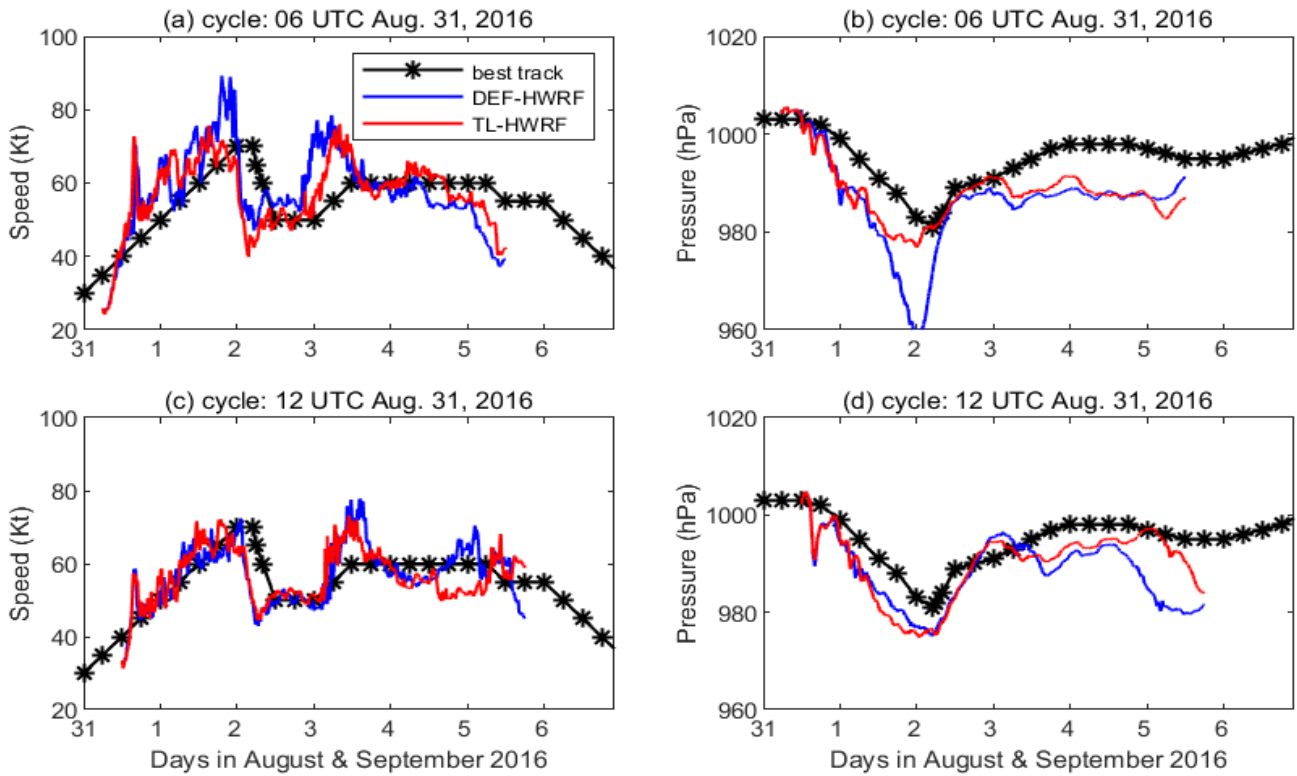 (a) cycle: 06 UTC Aug. 31, 2016
100
80
60
40
20
Speed (Kt)
best track
DEF-HWRF
TL-HWRF
31 1 2 3 4 5 6
(b) cycle: 06 UTC Aug. 31, 2016
1020
1000
980
960
Pressure (hPa)
31 1 2 3 4 5 6
(c) cycle: 12 UTC Aug. 31, 2016
100
80
60
40
20
Speed (Kt)
31 1 2 3 4 5 6
Days in August & September 2016
(d) cycle: 12 UTC Aug. 31, 2016
1020
1000
980
960
Pressure (hPa)
31 1 2 3 4 5 6
Days in August & September 2016